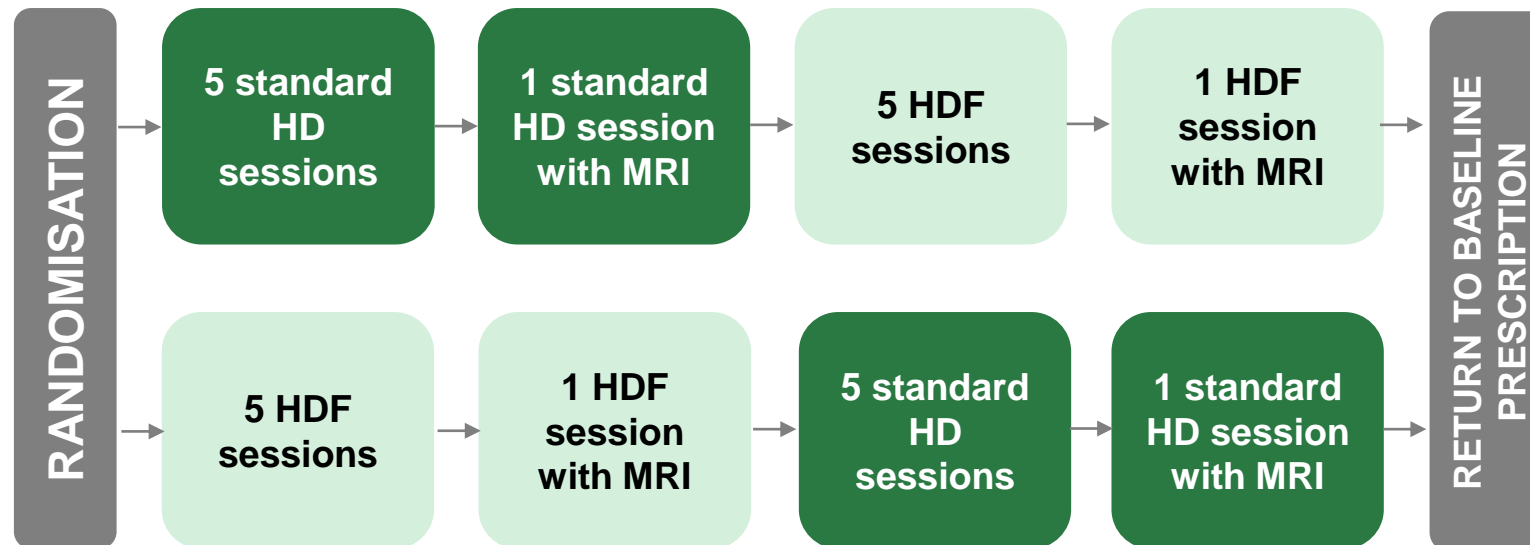 RANDOMISATION
5 standard
HD
sessions
1 standard
HD session
with MRI
5 HDF
sessions
1 HDF
session
with MRI
5 HDF
sessions
1 HDF
session
with MRI
5 standard
HD
sessions
1 standard
HD session
with MRI
RETURN TO BASELINE
PRESCRIPTION